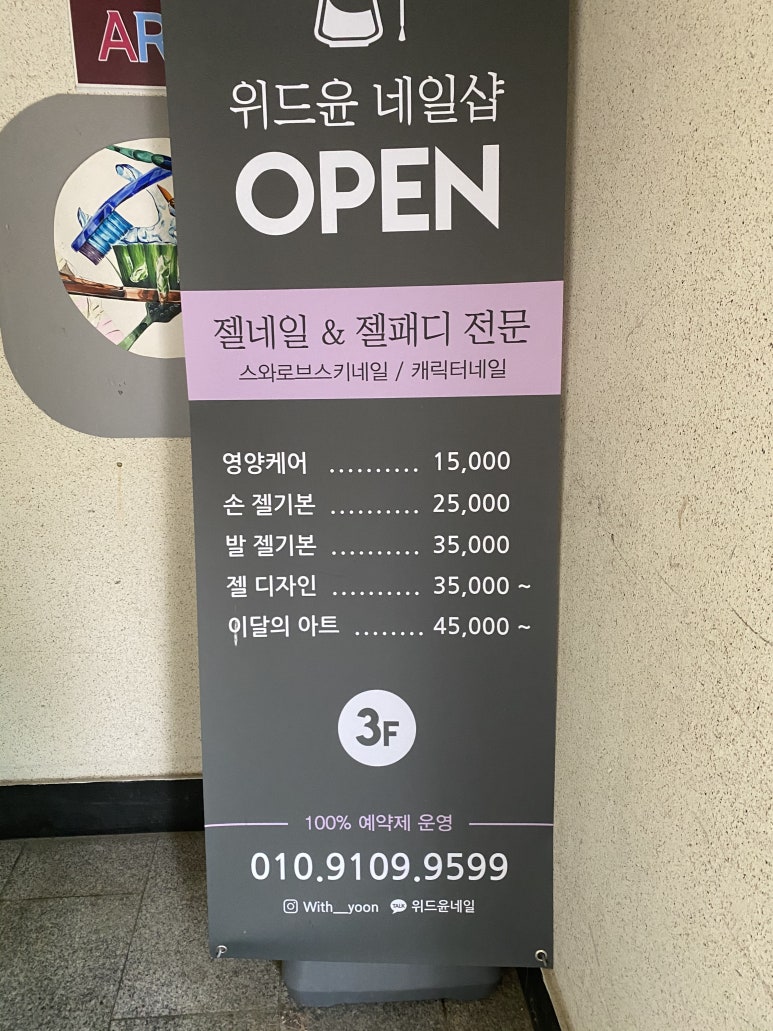 AR
위드윤 네일샵
OPEN
젤네일 & 젤패디 전문
스와로브스키네일 / 캐릭터네일
영양케어 .......... 15,000
손 젤기본 .......... 25,000
발 젤기본 .......... 35,000
젤 디자인 .......... 35,000 ~
이달의 아트 ........ 45,000 ~
3F
100% 예약제 운영
010.9109.9599
With__yoon TALK 위드윤네일